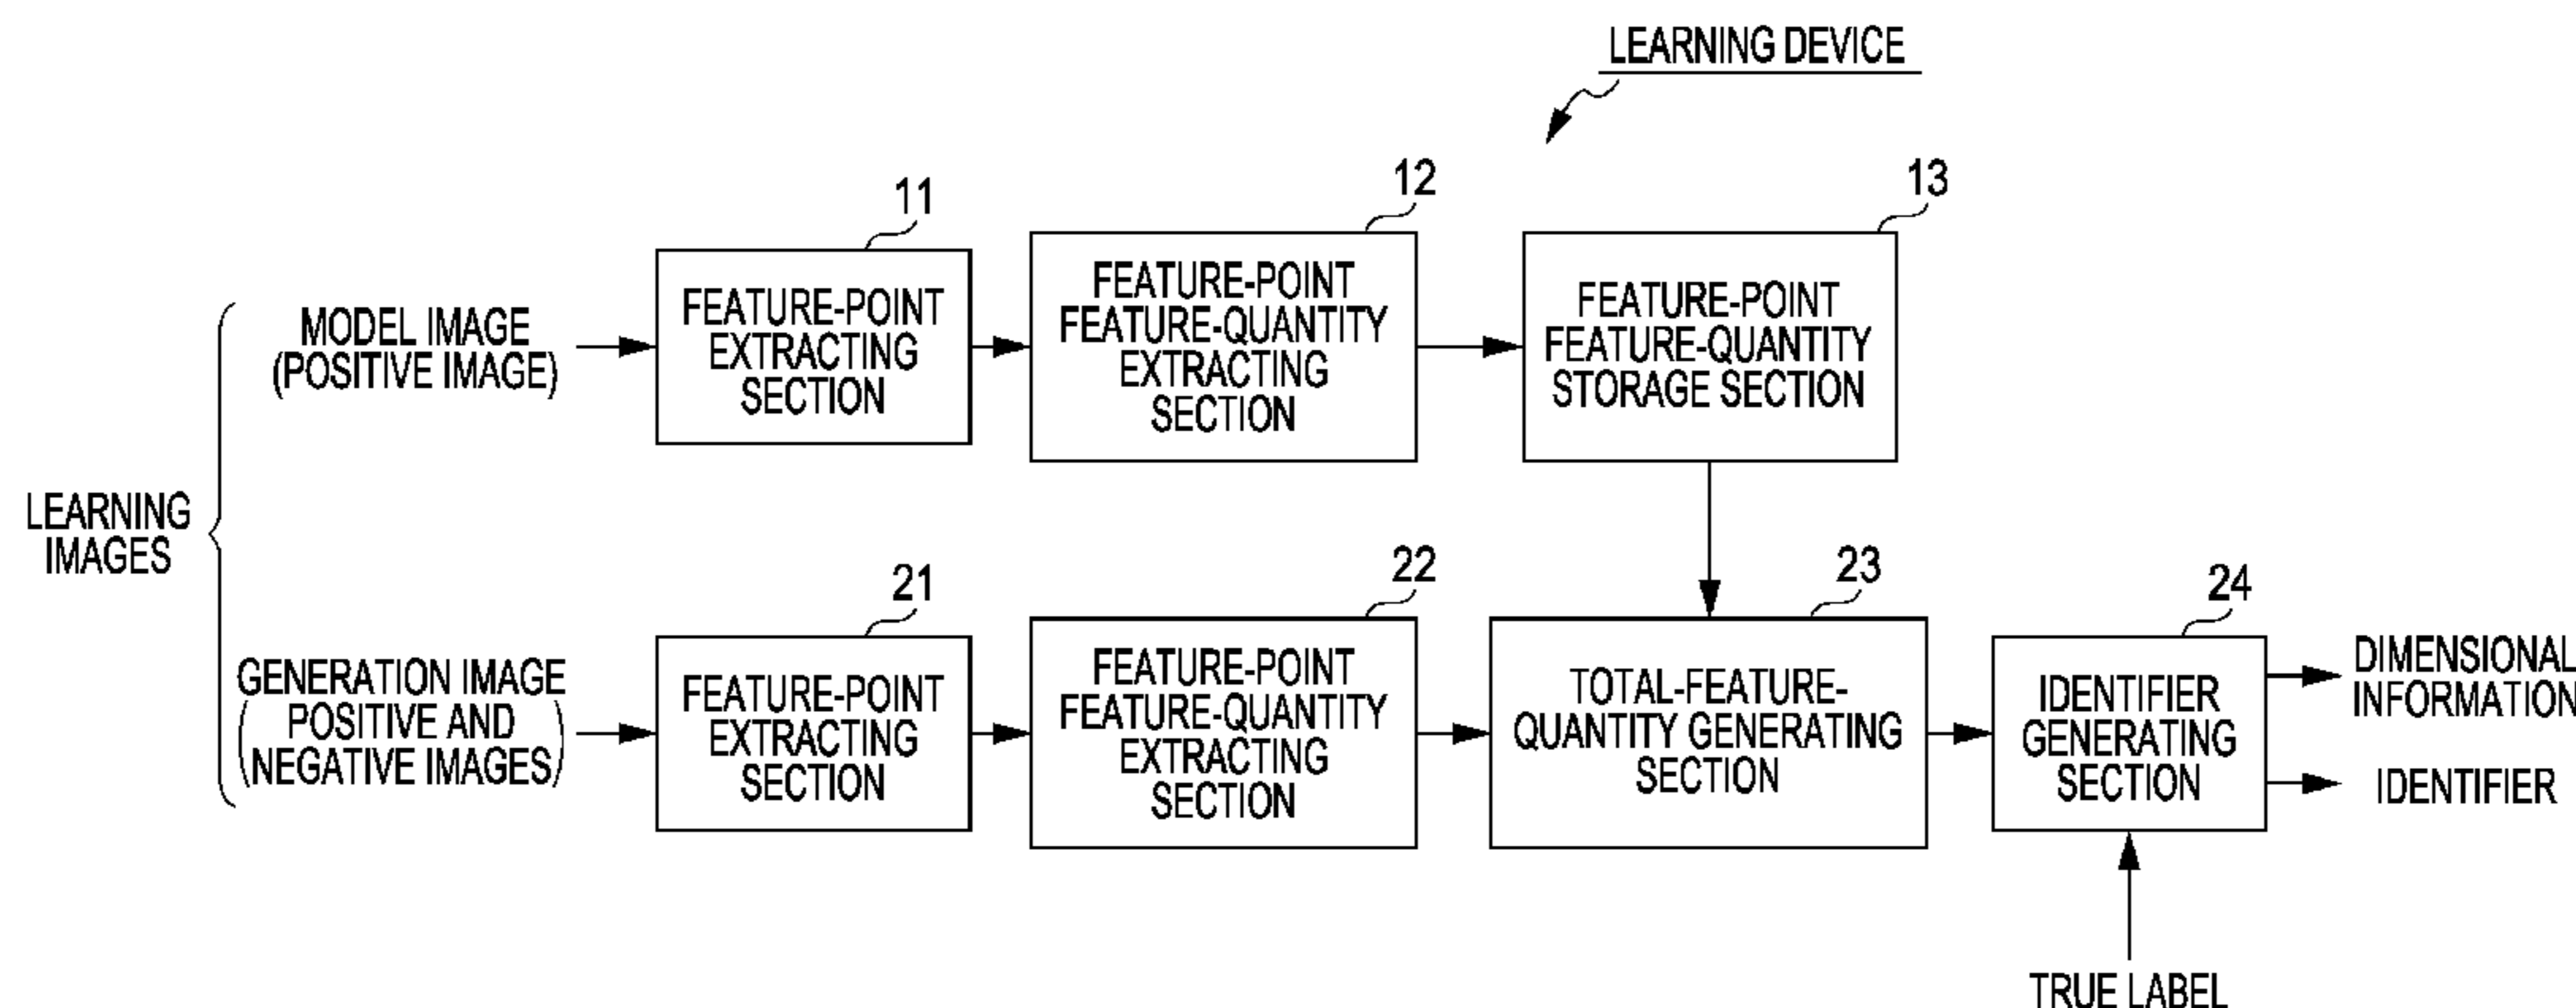 LEARNING DEVICE
11
12
13
MODEL IMAGE
(POSITIVE IMAGE)
FEATURE-POINT
EXTRACTING
SECTION
FEATURE-POINT
FEATURE-QUANTITY
EXTRACTING
SECTION
FEATURE-POINT
FEATURE-QUANTITY
STORAGE SECTION
LEARNING
IMAGES
21
22
23
24
GENERATION IMAGE
(POSITIVE AND
NEGATIVE IMAGES)
FEATURE-POINT
EXTRACTING
SECTION
FEATURE-POINT
FEATURE-QUANTITY
EXTRACTING
SECTION
TOTAL-FEATURE-
QUANTITY GENERATING
SECTION
IDENTIFIER
GENERATING
SECTION
DIMENSIONAL
INFORMATION
IDENTIFIER
TRUE LABEL